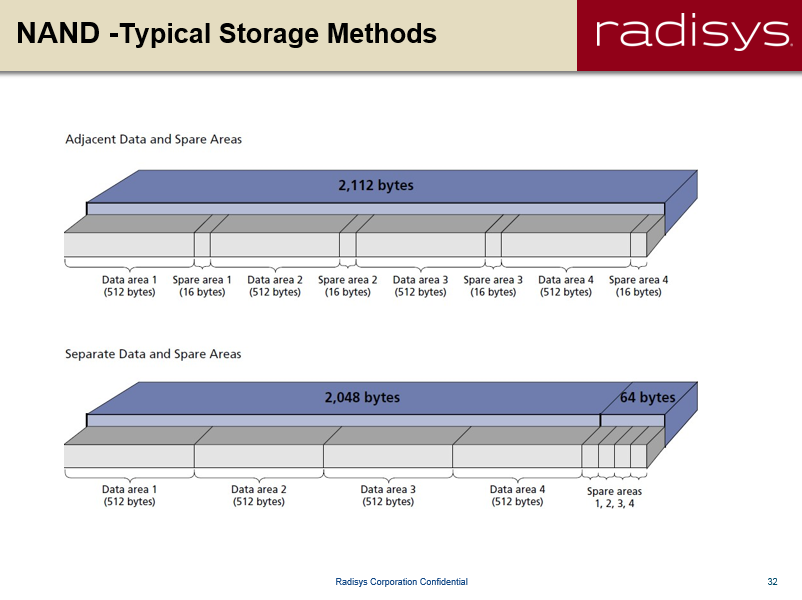 NAND -Typical Storage Methods
radisys.
Adjacent Data and Spare Areas
2,112 bytes
Data area 1 Spare area 1 Data area 2 Spare area 2 Data area 3 Spare area 3 Data area 4 Spare area 4
(512 bytes) (16 bytes) (512 bytes) (16 bytes) (512 bytes) (16 bytes) (512 bytes) (16 bytes)
Separate Data and Spare Areas
2,048 bytes 64 bytes
Data area 1 Data area 2 Data area 3 Data area 4 Spare areas
(512 bytes) (512 bytes) (512 bytes) (512 bytes) 1, 2, 3, 4
Radisys Corporation Confidential 32